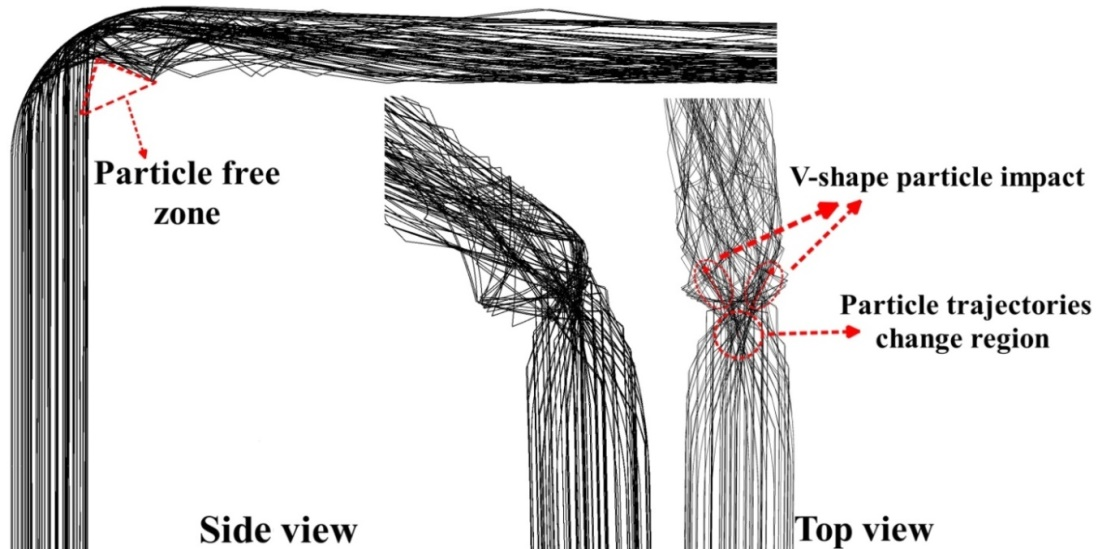 Particle free
zone
V-shape particle impact
Particle trajectories
change region
Side view
Top view